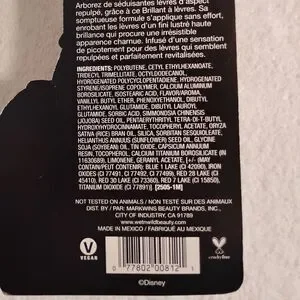 Arborez de séduisantes lèvres d'aspect
repulpé, grâce à ce Brillant à lèvres. Sa
somptueuse formule s'applique sans effort,
enrobant les lèvres d'un fini lustré haute
brillance qui procure une irrésistible
apparence charnue. Infusé d'une sensation
de picotement pour des lèvres qui semblent
repulpées et parfaitement revitalisées.
INGREDIENTS: POLYBUTENE, CETYL ETHYLHEXANOATE,
TRIDECYL TRIMELLITATE, OCTYLDODECANOL,
HYDROGENATED POLYCYCLOPENTADIENE, HYDROGENATED
STYRENE/ISOPRENE COPOLYMER, CALCIUM ALUMINUM
BOROSILICATE, ISOSTEARIC ACID, FLAVOR/AROMA,
VANILLYL BUTYL ETHER, PHENOXYETHANOL, DIBUTYL
ETHYLHEXANOYL GLUTAMIDE, DIBUTYL LAUROYL
GLUTAMIDE, SORBIC ACID, SIMMONDSIA CHINENSIS
(JOJOBA) SEED OIL, PENTAERYTHRITYL TETRA-DI-T-BUTYL
HYDROXYHYDROCINNAMATE, TOCOPHERYL ACETATE, ORYZA
SATIVA (RICE) BRAN OIL, SILICA, SORBITAN SESQUIOLEATE,
HELIANTHUS ANNUUS (SUNFLOWER) SEED OIL, GLYCINE
SOJA (SOYBEAN) OIL, TIN OXIDE, CAPSICUM ANNUUM
RESIN, TOCOPHEROL, CALCIUM TITANIUM BOROSILICATE (IN
11630689), LIMONENE, GERANYL ACETATE, [+/- (MAY
CONTAIN/PEUT CONTENIR): BLUE 1 LAKE (CI 42090), IRON
OXIDES (CI 77491, CI 77492, CI 77499), RED 28 LAKE (CI
45410), RED 30 LAKE (CI 73360), RED 7 LAKE (CI 15850),
TITANIUM DIOXIDE (CI 77891)] [2505-1M]
NOT TESTED ON ANIMALS / NON TESTÉ SUR DES ANIMAUX
DIST. BY / PAR: MARKWINS BEAUTY BRANDS, INC.,
CITY OF INDUSTRY, CA 91789
www.wetnwildbeauty.com
MADE IN MEXICO / FABRIQUÉ AU MEXIQUE
V
VEGAN
crueltyfree
0 77802 00812 1
©Disney